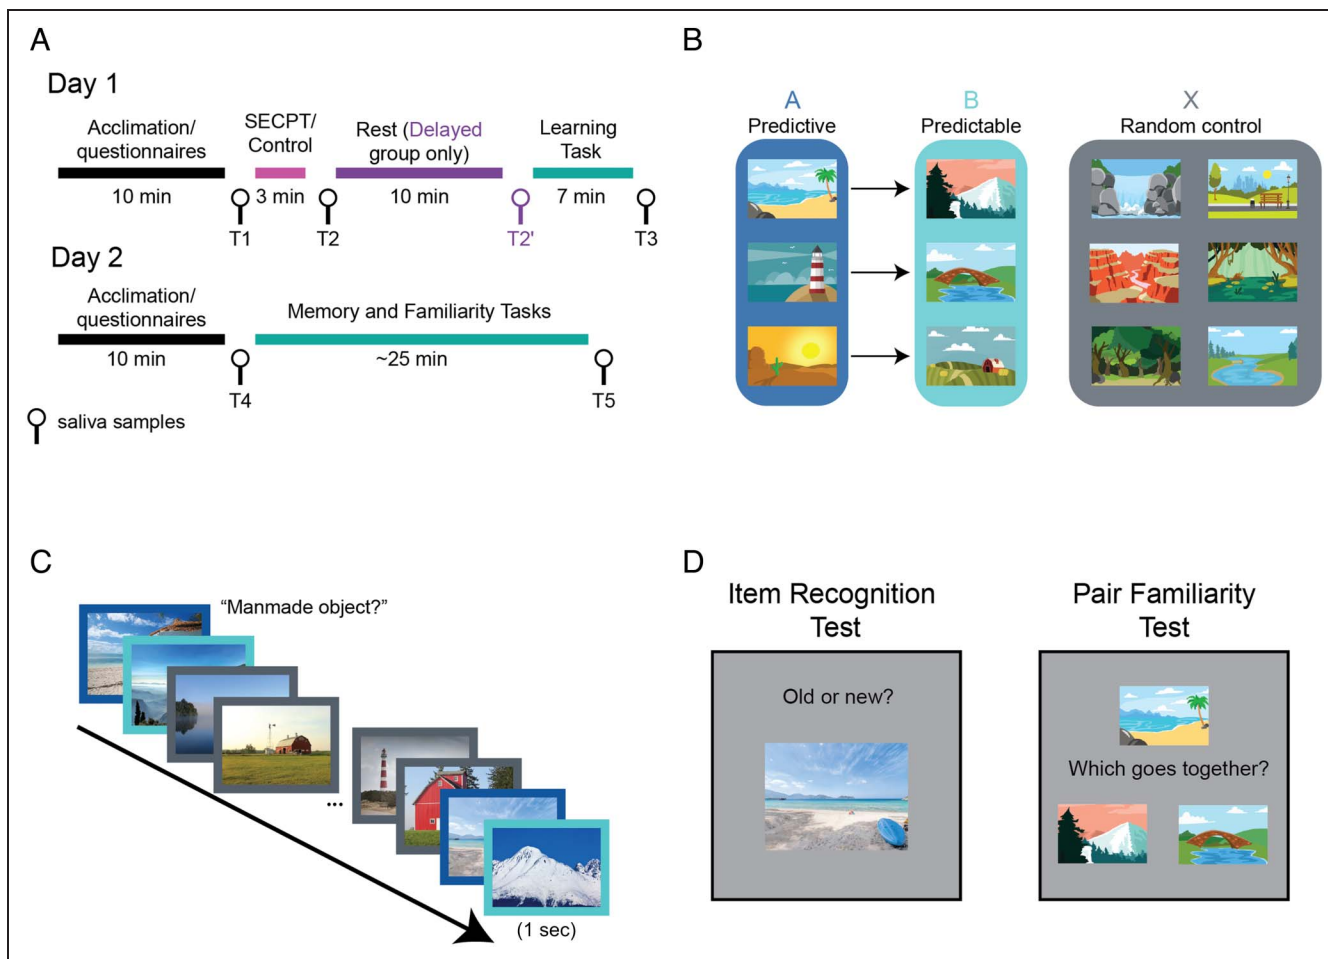 A
Day 1
Acclimation/
questionnaires
10 min
SECPT/
Control
3 min
Rest (Delayed
group only)
10 min
Learning
Task
7 min
T1
T2
T2'
T3
Day 2
Acclimation/
questionnaires
10 min
Memory and Familiarity Tasks
~25 min
T4
T5
saliva samples
B
A
Predictive
B
Predictable
X
Random control
C
"Manmade object?"
...
(1 sec)
D
Item Recognition
Test
Old or new?
Pair Familiarity
Test
Which goes together?